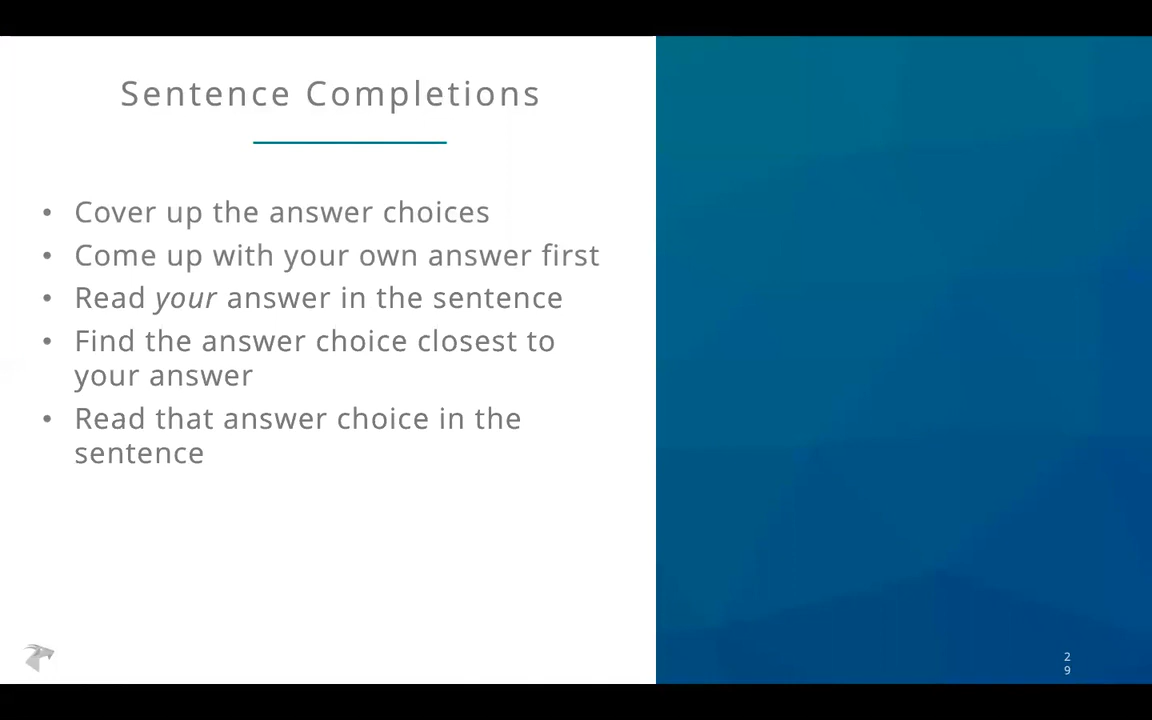 Sentence Completions
• Cover up the answer choices
• Come up with your own answer first
• Read your answer in the sentence
• Find the answer choice closest to
your answer
• Read that answer choice in the
sentence
2
9